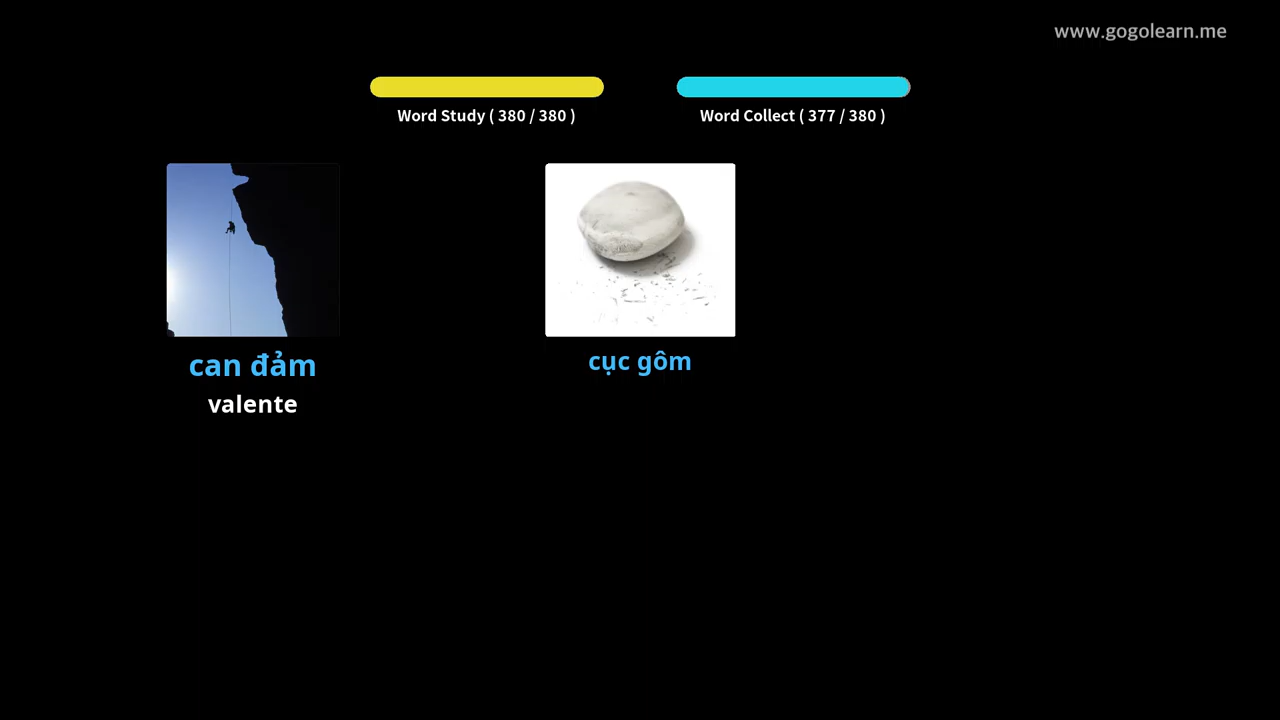 www.gogolearn.me
Word Study ( 380 / 380 )
Word Collect ( 377 / 380 )
can đảm
valente
cục gôm